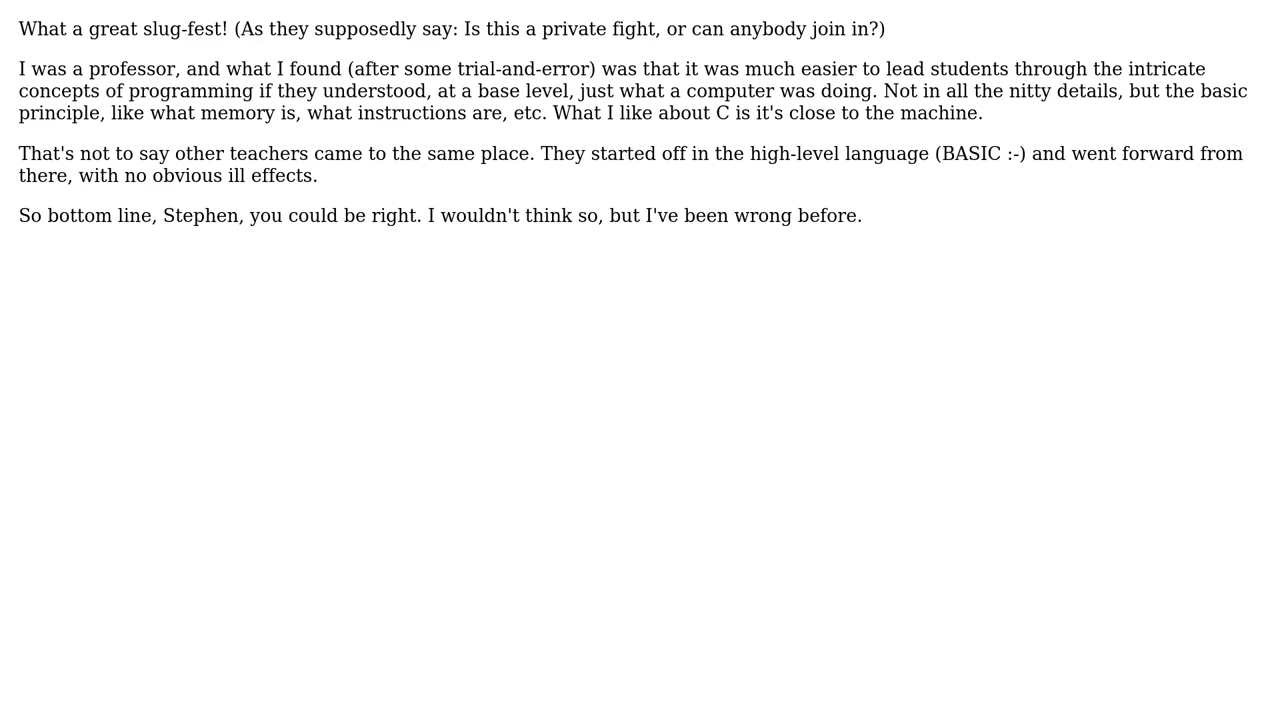 What a great slug-fest! (As they supposedly say: Is this a private fight, or can anybody join in?)
I was a professor, and what I found (after some trial-and-error) was that it was much easier to lead students through the intricate
concepts of programming if they understood, at a base level, just what a computer was doing. Not in all the nitty details, but the basic
principle, like what memory is, what instructions are, etc. What I like about C is it's close to the machine.
That's not to say other teachers came to the same place. They started off in the high-level language (BASIC :-) and went forward from
there, with no obvious ill effects.
So bottom line, Stephen, you could be right. I wouldn't think so, but I've been wrong before.